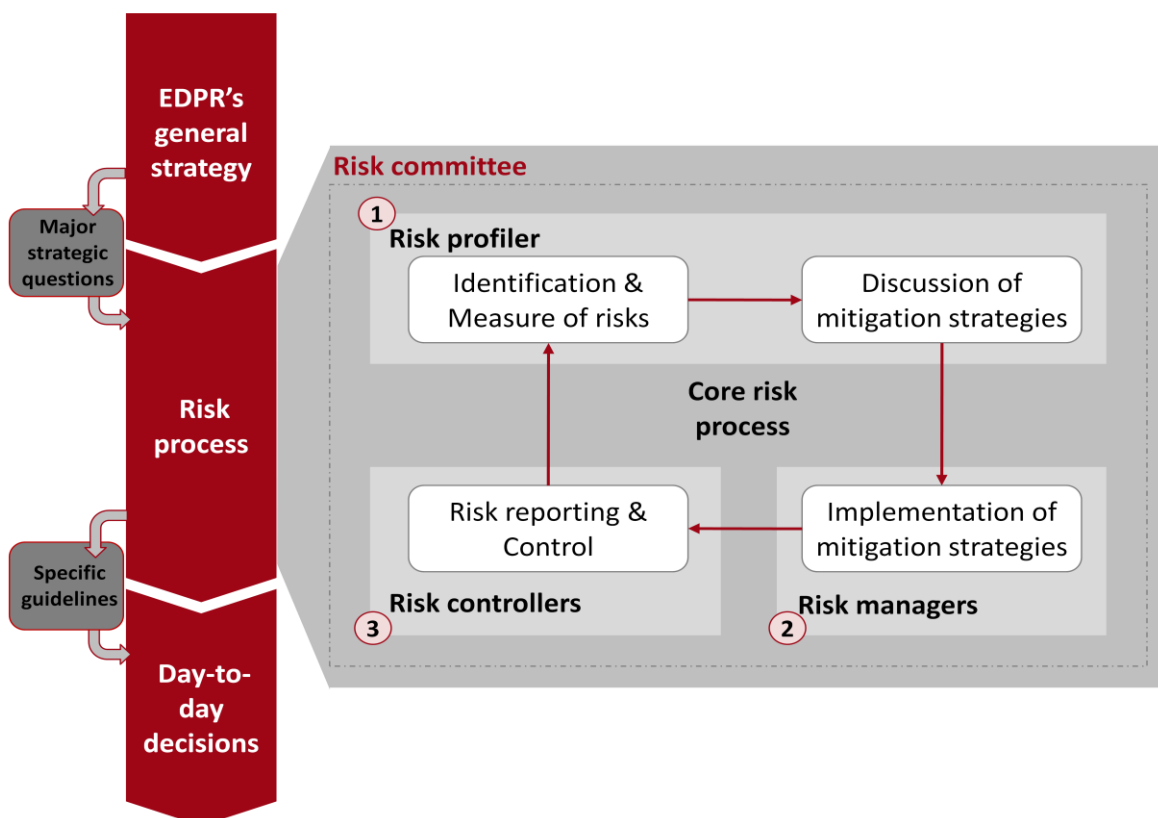 EDPR's
general
strategy
Major
strategic
questions
Risk
process
Specific
guidelines
Day-to-
day
decisions
Risk committee
1
Risk profiler
Identification &
Measure of risks
Discussion of
mitigation strategies
Core risk
process
Risk reporting &
Control
Implementation of
mitigation strategies
Risk controllers
3
Risk managers
2